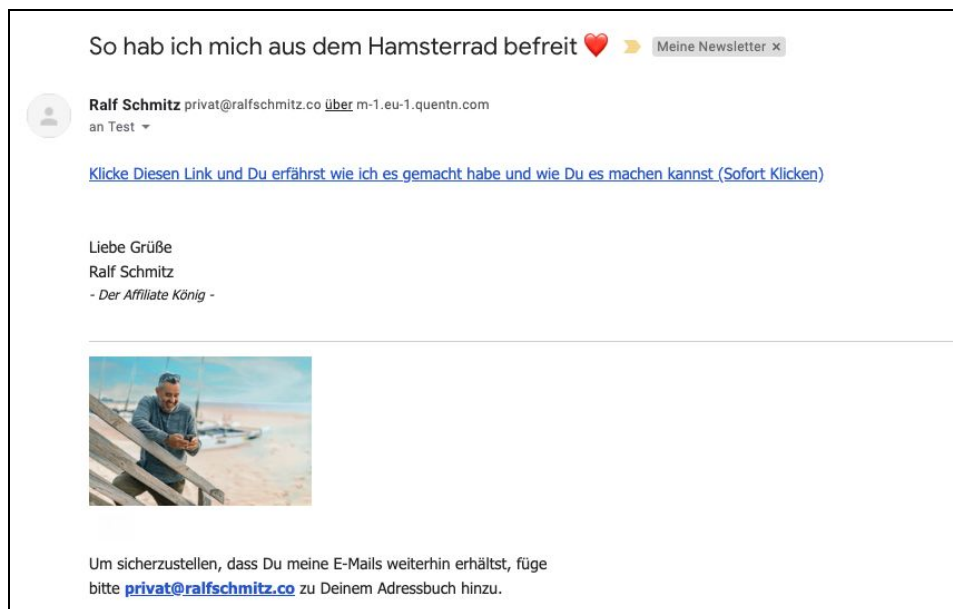 So hab ich mich aus dem Hamsterrad befreit ❤️ Meine Newsletter ×
Ralf Schmitz privat@ralfschmitz.co über m-1.eu-1.quentn.com
an Test
Klicke Diesen Link und Du erfährst wie ich es gemacht habe und wie Du es machen kannst (Sofort Klicken)
Liebe Grüße
Ralf Schmitz
- Der Affiliate König -
Um sicherzustellen, dass Du meine E-Mails weiterhin erhältst, füge
bitte privat@ralfschmitz.co zu Deinem Adressbuch hinzu.